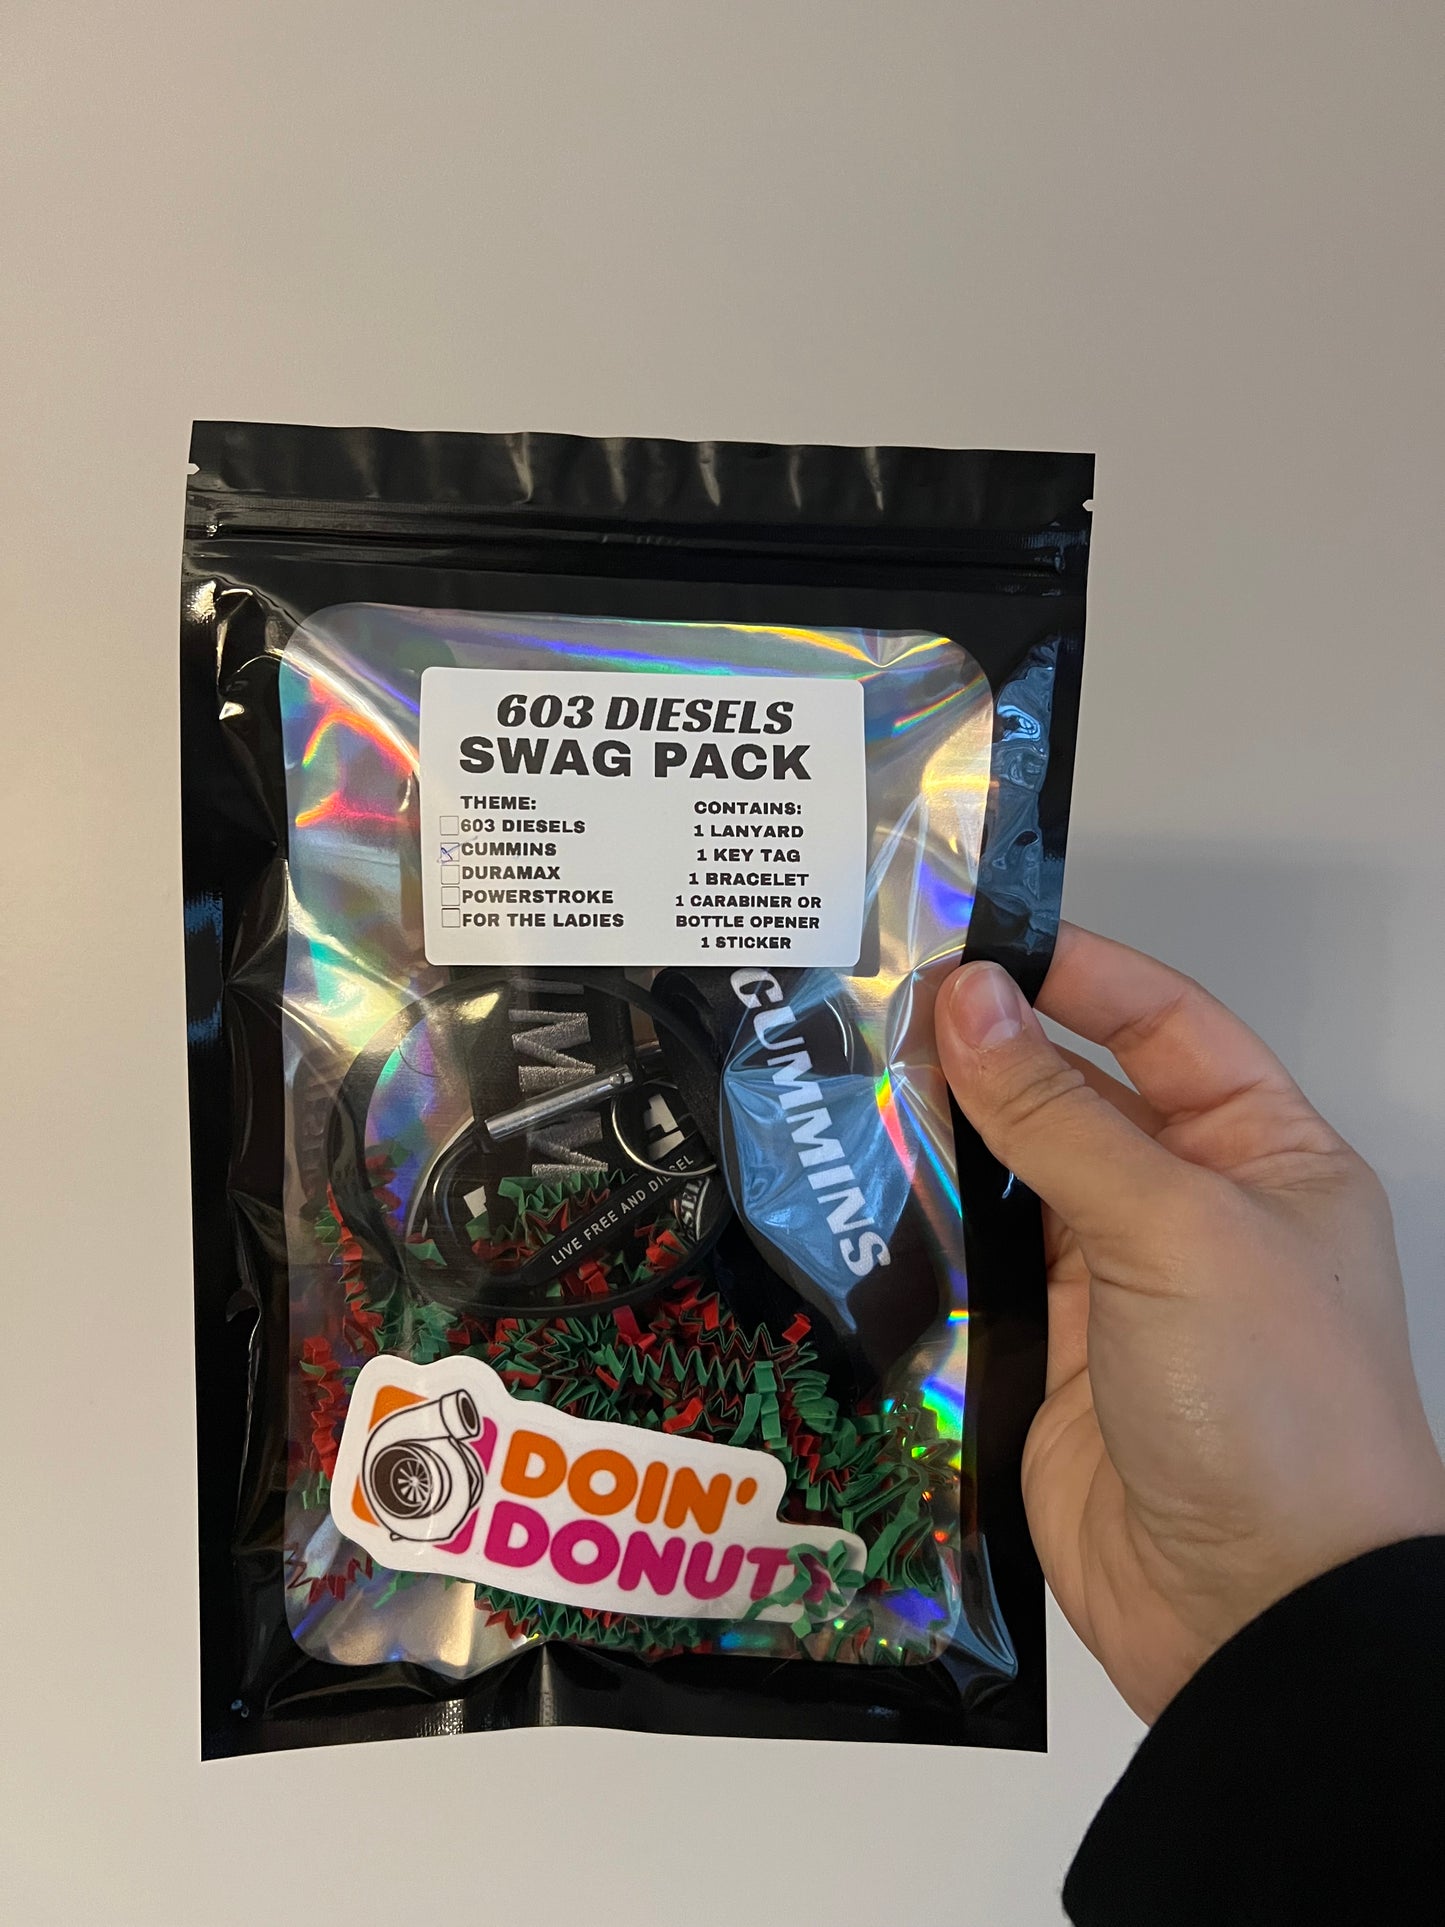 603 DIESELS
SWAG PACK
THEME:
603 DIESELS
CUMMINS
DURAMAX
POWERSTROKE
FOR THE LADIES
CONTAINS:
1 LANYARD
1 KEY TAG
1 BRACELET
1 CARABINER OR
BOTTLE OPENER
1 STICKER
CUMMINS
LIVE FREE AND DIESEL
DOIN'
DONUTS